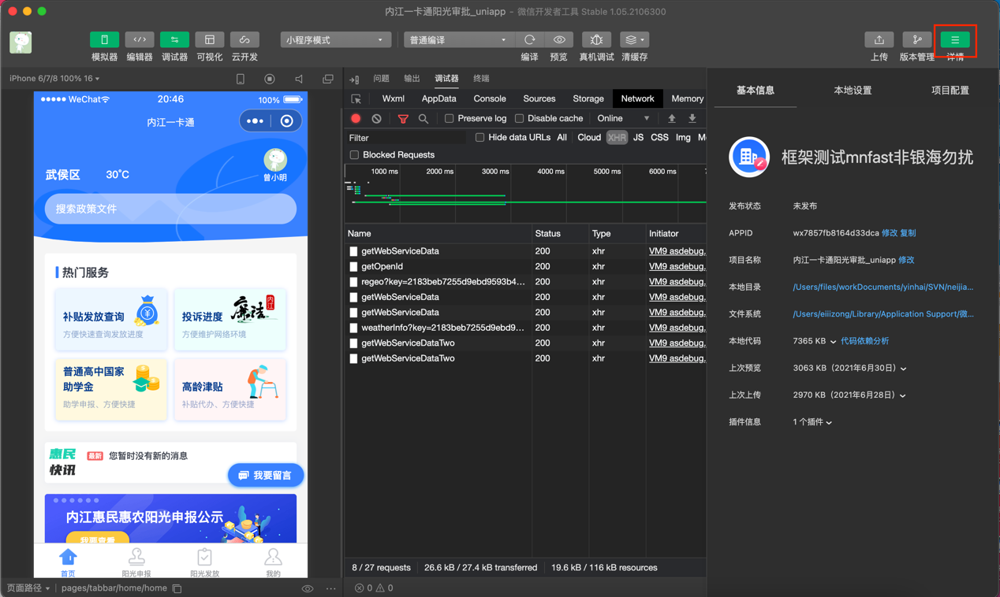 内江一卡通阳光审批_uniapp - 微信开发者工具 Stable 1.05.2106300
模拟器 编辑器 调试器 可视化 云开发
小程序模式
普通编译
编译 预览 真机调试 清缓存
上传 版本管理 详情
iPhone 6/7/8 100% 16
WeChat 20:46 100%
内江一卡通
武侯区 30℃
曾小明
搜索政策文件
热门服务
补贴发放查询
方便快速查询发放进度
投诉进度
方便维护网络环境
廉洁 内江
普通高中国家
助学金
助学申报、方便快捷
高龄津贴
补贴代办、方便快捷
惠民
快讯
最新 您暂时没有新的消息
我要留言
内江惠民惠农阳光申报公示
我要查看
首页 阳光申报 阳光发放 我的
页面路径 pages/tabbar/home/home
问题 输出 调试器 终端
Wxml AppData Console Sources Storage Network Memory
Preserve log Disable cache Online
Filter Hide data URLs All Cloud XHR JS CSS Img
Blocked Requests
1000 ms 2000 ms 3000 ms 4000 ms 5000 ms 6000 ms
Name Status Type Initiator
getWebServiceData 200 xhr VM9 asdebug.
getOpenId 200 xhr VM9 asdebug.
regeo?key=2183beb7255d9ebd9593b4... 200 xhr VM9 asdebug.
getWebServiceData 200 xhr VM9 asdebug.
getWebServiceData 200 xhr VM9 asdebug.
weatherInfo?key=2183beb7255d9ebd9... 200 xhr VM9 asdebug.
getWebServiceDataTwo 200 xhr VM9 asdebug.
getWebServiceDataTwo 200 xhr VM9 asdebug.
8 / 27 requests 26.6 kB / 27.4 kB transferred 19.6 kB / 116 kB resources
0 0
基本信息 本地设置 项目配置
框架测试mnfast非银海勿扰
发布状态 未发布
APPID wx7857fb8164d33dca 修改 复制
项目名称 内江一卡通阳光审批_uniapp 修改
本地目录 /Users/files/workDocuments/yinhai/SVN/neijia...
文件系统 /Users/eiiizong/Library/Application Support/微...
本地代码 7365 KB 代码依赖分析
上次预览 3063 KB（2021年6月30日）
上次上传 2970 KB（2021年6月28日）
插件信息 1 个插件